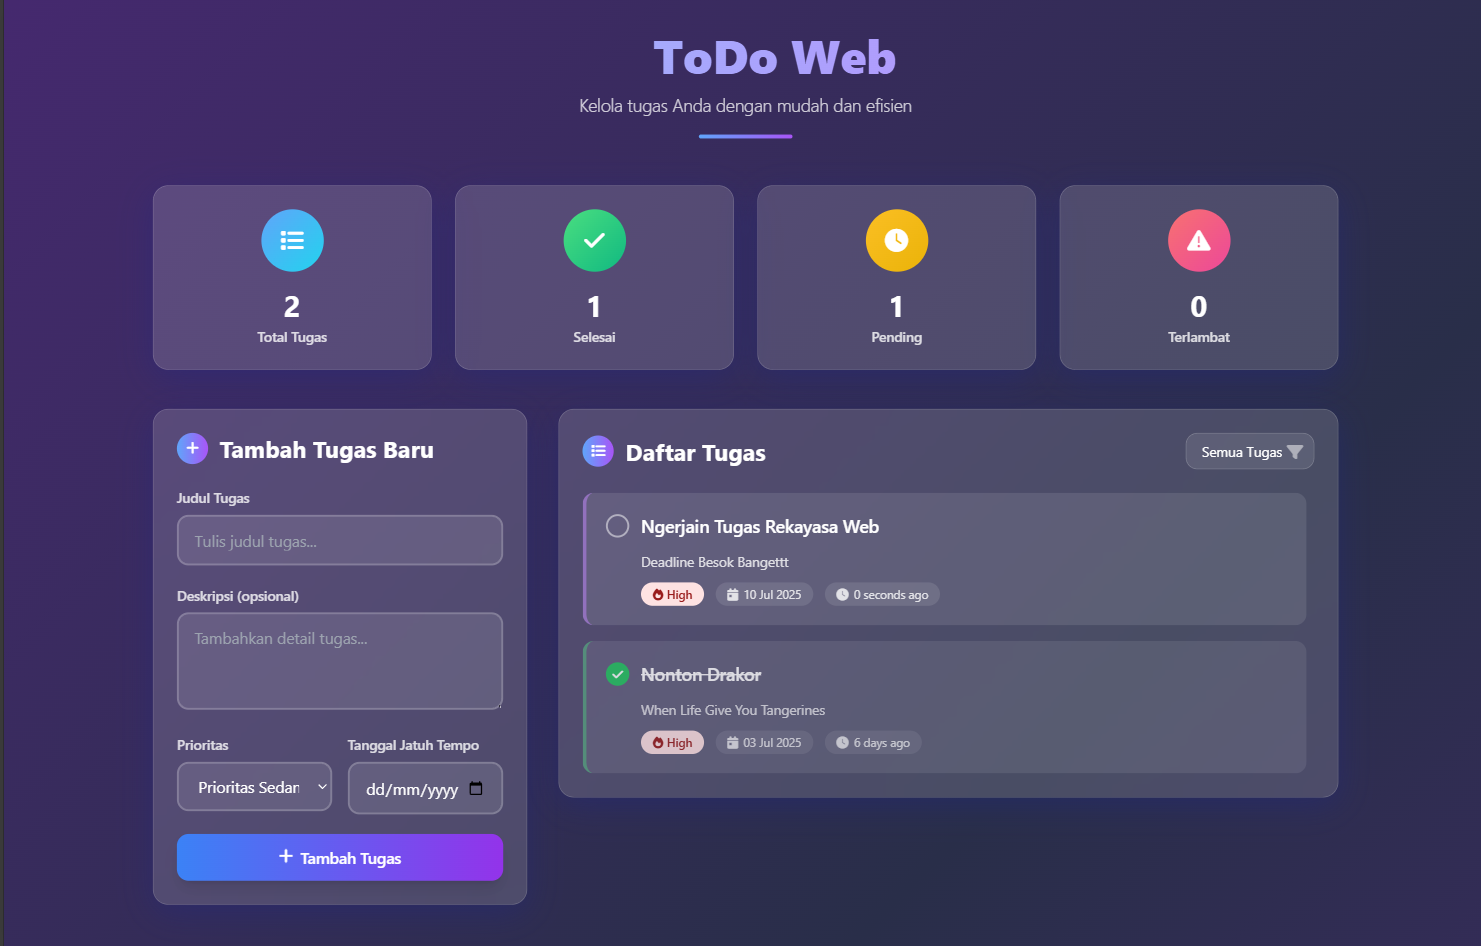 ToDo Web
Kelola tugas Anda dengan mudah dan efisien
2
Total Tugas
1
Selesai
1
Pending
0
Terlambat
Tambah Tugas Baru
Judul Tugas
Tulis judul tugas...
Deskripsi (opsional)
Tambahkan detail tugas...
Prioritas
Tanggal Jatuh Tempo
Prioritas Sedan
dd/mm/yyyy
Tambah Tugas
Daftar Tugas
Semua Tugas
Ngerjain Tugas Rekayasa Web
Deadline Besok Bangettt
High
10 Jul 2025
0 seconds ago
Nonton Drakor
When Life Give You Tangerines
High
03 Jul 2025
6 days ago